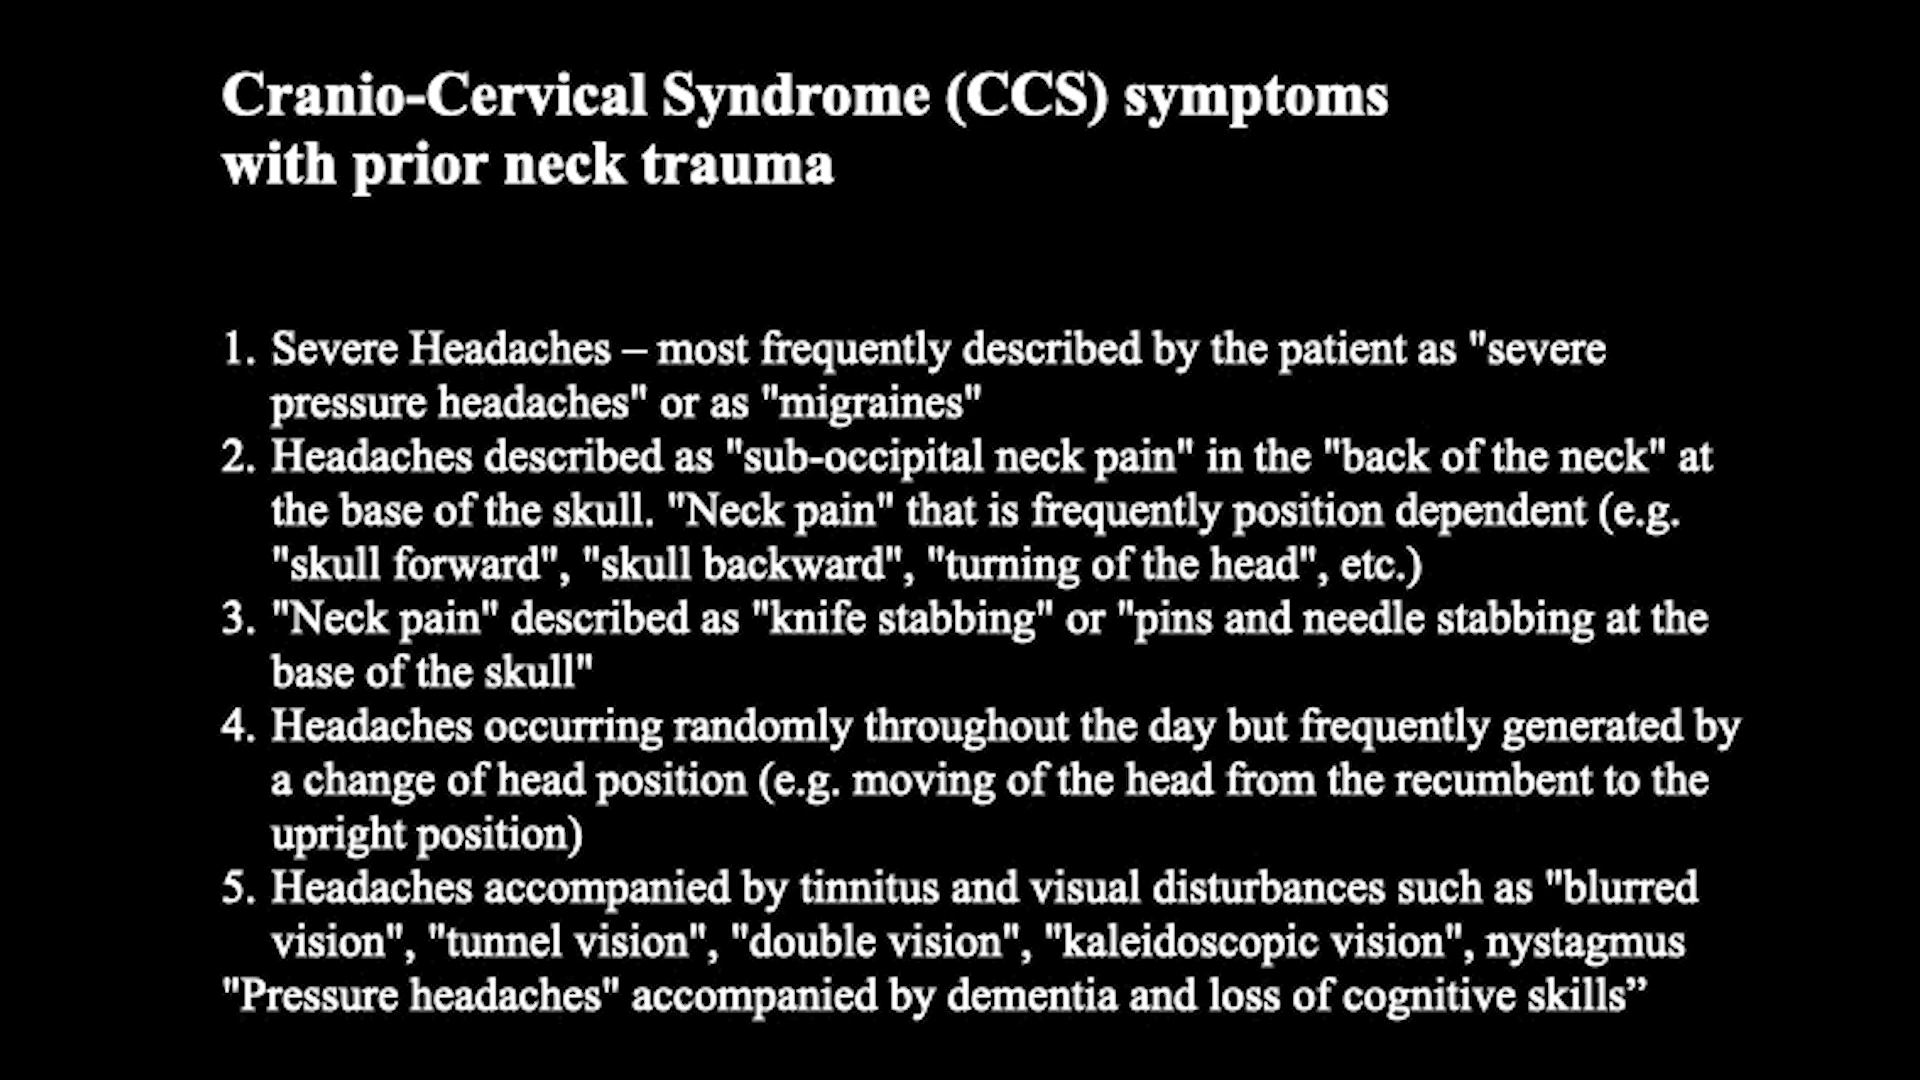 Cranio-Cervical Syndrome (CCS) symptoms
with prior neck trauma
1. Severe Headaches – most frequently described by the patient as "severe
pressure headaches" or as "migraines"
2. Headaches described as "sub-occipital neck pain" in the "back of the neck" at
the base of the skull. "Neck pain" that is frequently position dependent (e.g.
"skull forward", "skull backward", "turning of the head", etc.)
3. "Neck pain" described as "knife stabbing" or "pins and needle stabbing at the
base of the skull"
4. Headaches occurring randomly throughout the day but frequently generated by
a change of head position (e.g. moving of the head from the recumbent to the
upright position)
5. Headaches accompanied by tinnitus and visual disturbances such as "blurred
vision", "tunnel vision", "double vision", "kaleidoscopic vision", nystagmus
"Pressure headaches" accompanied by dementia and loss of cognitive skills”